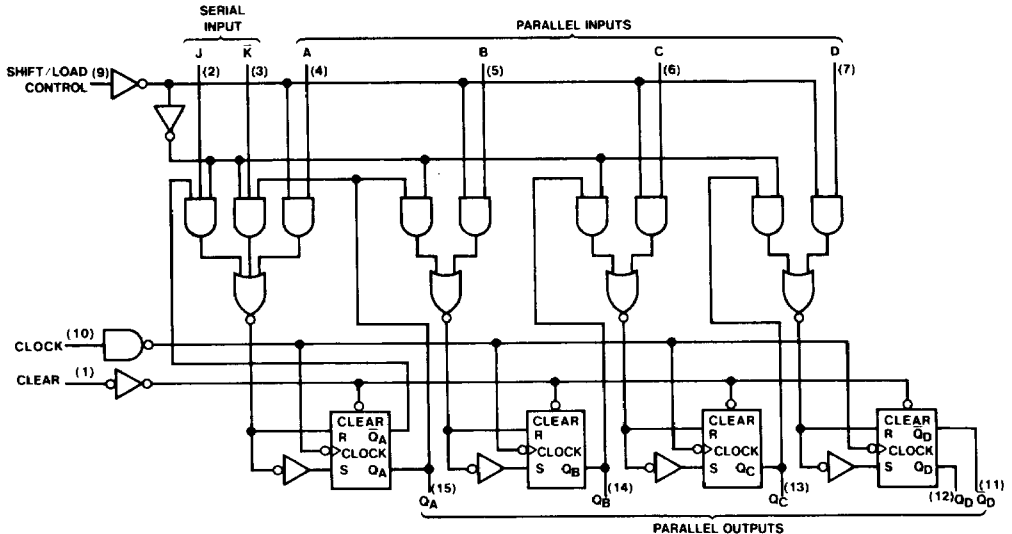 SERIAL
INPUT
PARALLEL INPUTS
J
K̅
A
B
C
D
SHIFT/LOAD (9)
CONTROL
(2)
(3)
(4)
(5)
(6)
(7)
CLOCK (10)
CLEAR (1)
CLEAR
R Q̅A
CLOCK
S QA
CLEAR
R
CLOCK
S QB
CLEAR
R
CLOCK
S QC
CLEAR
R Q̅D
CLOCK
S QD
(15)
QA
(14)
QB
(13)
QC
(12) QD
(11)
Q̅D
PARALLEL OUTPUTS